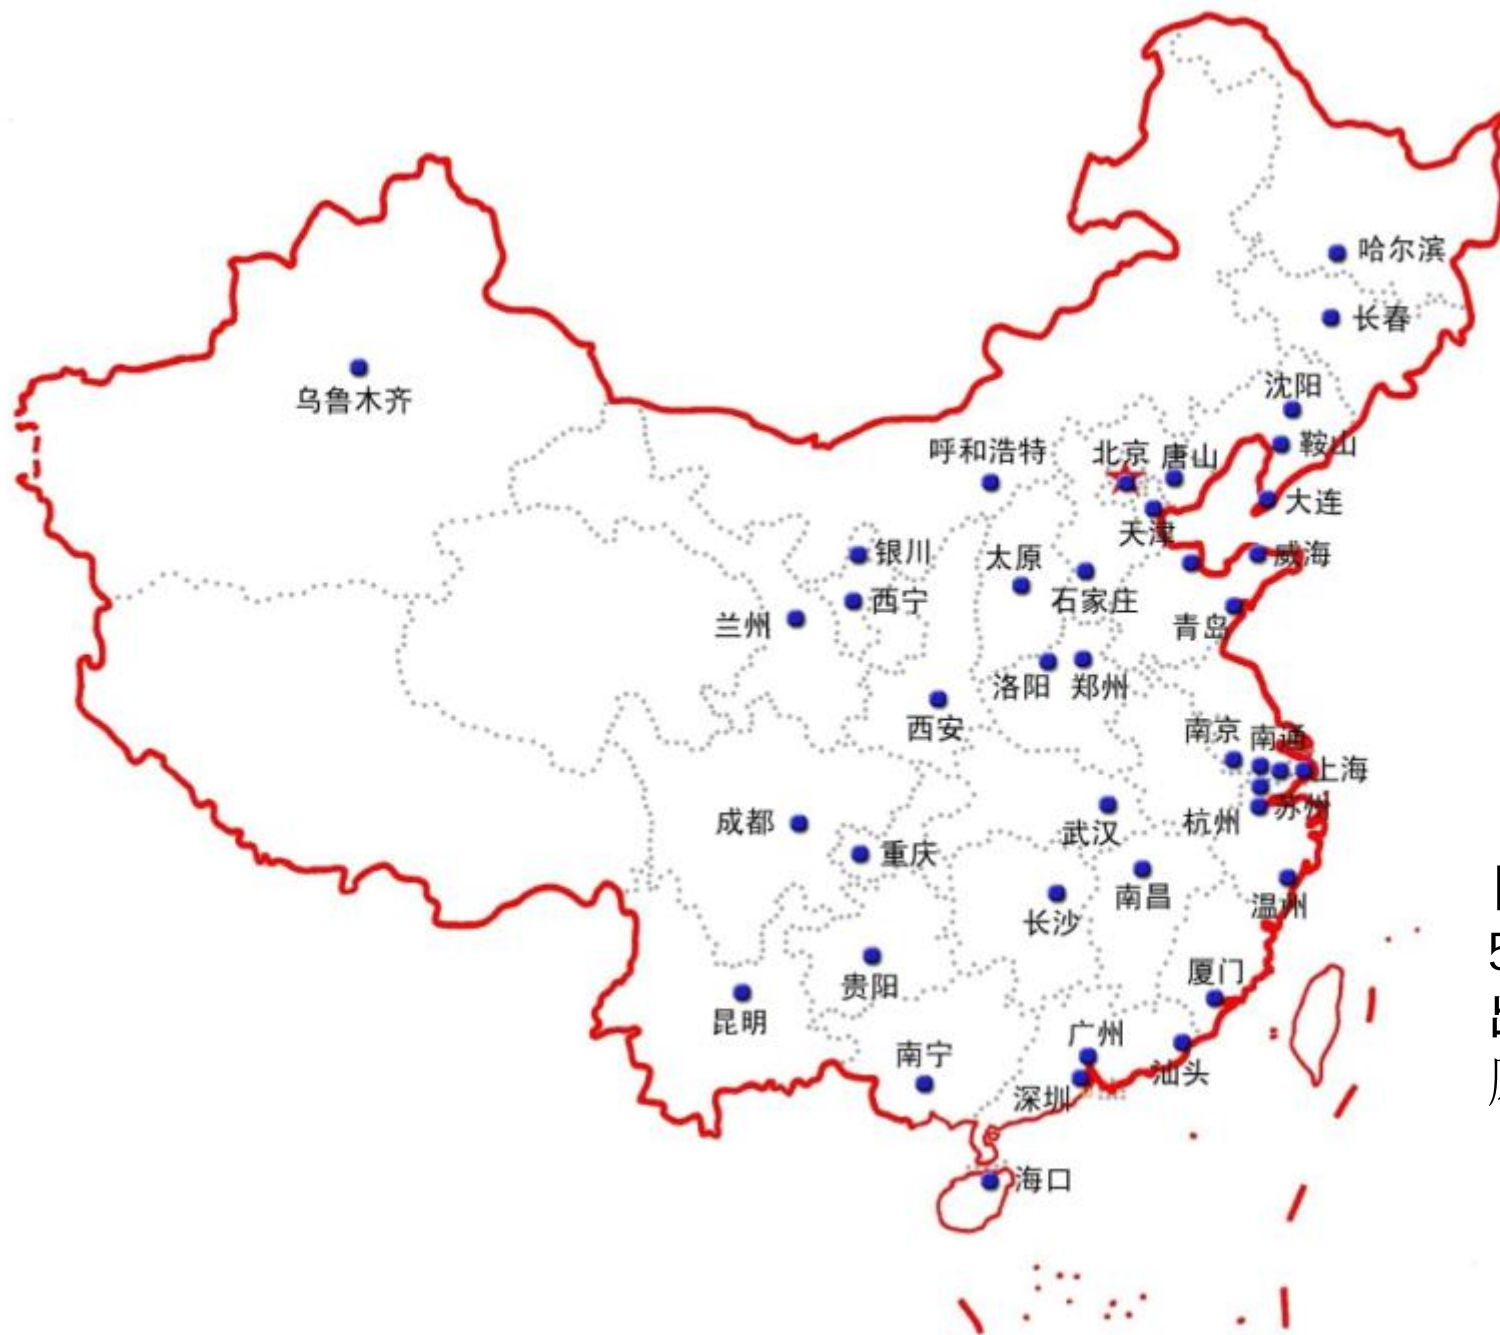 哈尔滨
长春
乌鲁木齐
沈阳
呼和浩特
北京
唐山
鞍山
大连
天津
银川
太原
威海
兰州
西宁
石家庄
青岛
洛阳
郑州
西安
南京
南通
上海
成都
武汉
杭州
苏州
重庆
长沙
南昌
温州
贵阳
厦门
昆明
南宁
广州
深圳
汕头
海口
5